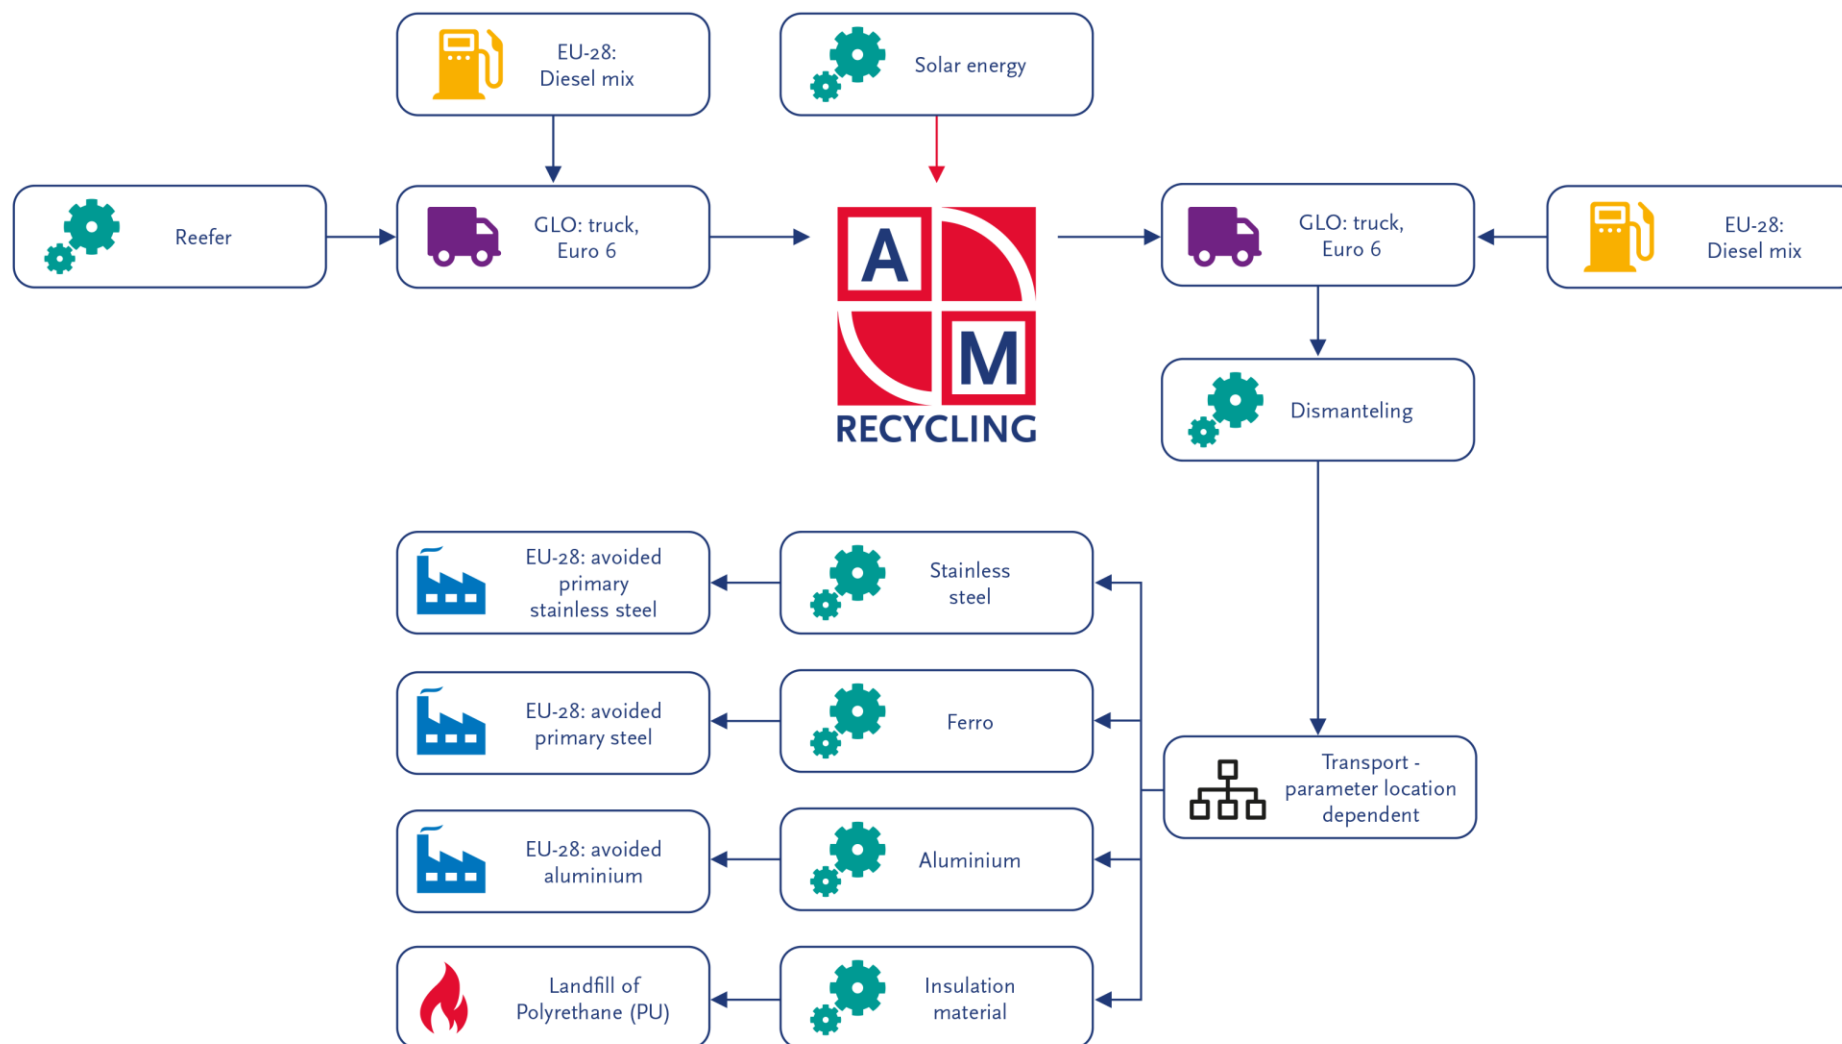 EU-28:
Diesel mix
Solar energy
Reefer
GLO: truck,
Euro 6
A
M
RECYCLING
GLO: truck,
Euro 6
EU-28:
Diesel mix
Dismanteling
EU-28: avoided
primary
stainless steel
Stainless
steel
EU-28: avoided
primary steel
Ferro
Transport -
parameter location
dependent
EU-28: avoided
aluminium
Aluminium
Landfill of
Polyrethane (PU)
Insulation
material